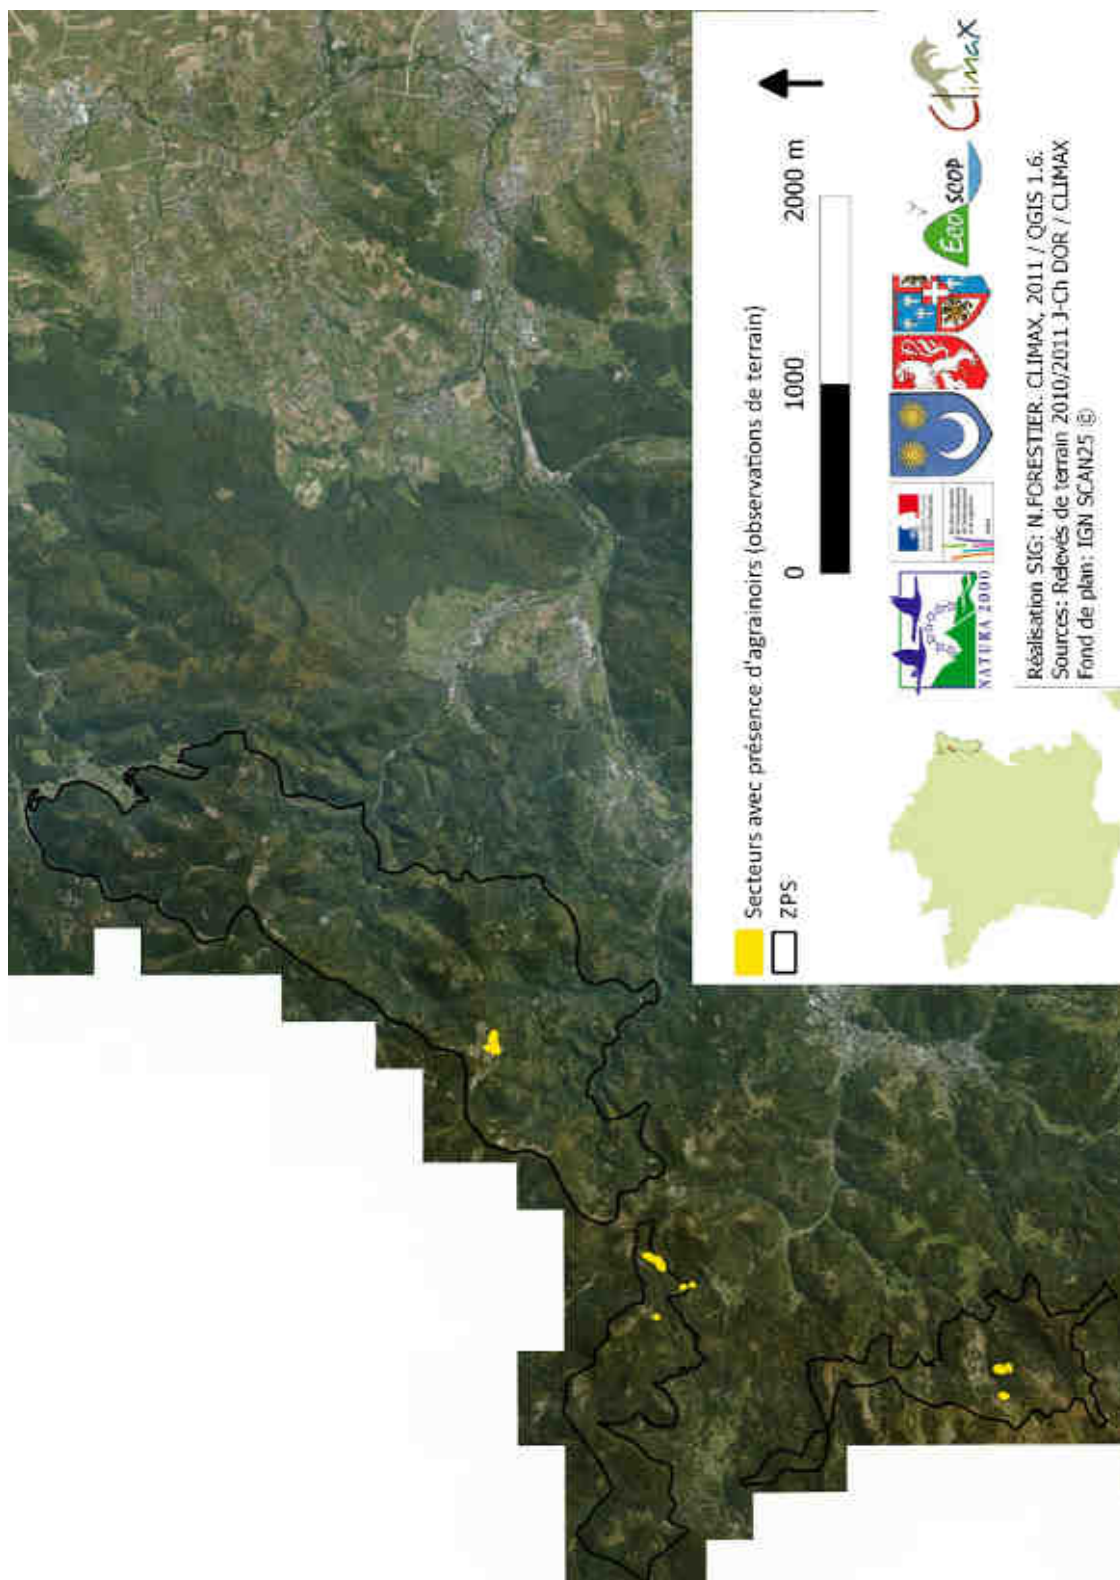 Secteurs avec présence d'agrainoirs (observations de terrain)
ZPS
0 1000 2000 m
NATURA 2000
ÉCO SCOP
Climax
Réalisation SIG: N.FORESTIER. CLIMAX, 2011 / QGIS 1.6.
Sources: Relevés de terrain 2010/2011 J-Ch DOR / CLIMAX
Fond de plan: IGN SCAN25 ©